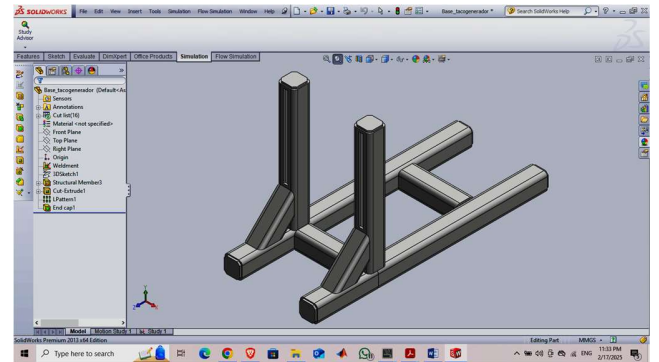 SOLIDWORKS File Edit View Insert Tools Simulation Flow Simulation Window Help Base_tacogenerador * Search SolidWorks Help
Study
Advisor
Features Sketch Evaluate DimXpert Office Products Simulation Flow Simulation
Base_tacogenerador (Default<As
Sensors
Annotations
Cut list(16)
Material <not specified>
Front Plane
Top Plane
Right Plane
Origin
Weldment
3DSketch1
Structural Member3
Cut-Extrude1
LPattern1
End cap1
Model Motion Study 1 Study 1
SolidWorks Premium 2013 x64 Edition Editing Part MMGS
Type here to search ENG 11:33 PM
2/17/2025